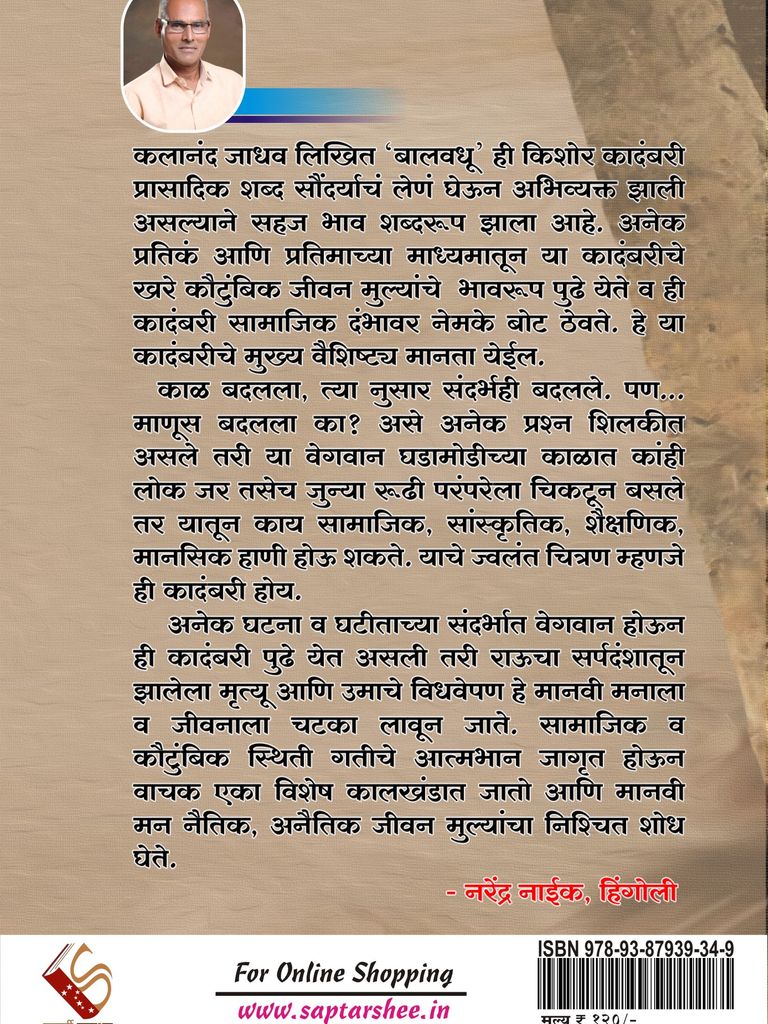 कलानंद जाधव लिखित ‘बालवधू’ ही किशोर कादंबरी
प्रासादिक शब्द सौंदर्याचं लेणं घेऊन अभिव्यक्त झाली
असल्याने सहज भाव शब्दरूप झाला आहे. अनेक
प्रतिकं आणि प्रतिमाच्या माध्यमातून या कादंबरीचे
खरे कौटुंबिक जीवन मुल्यांचे भावरूप पुढे येते व ही
कादंबरी सामाजिक दंभावर नेमके बोट ठेवते. हे या
कादंबरीचे मुख्य वैशिष्ट्य मानता येईल.
काळ बदलला, त्या नुसार संदर्भही बदलले. पण...
माणूस बदलला का? असे अनेक प्रश्न शिलकीत
असले तरी या वेगवान घडामोडीच्या काळात कांही
लोक जर तसेच जुन्या रूढी परंपरेला चिकटून बसले
तर यातून काय सामाजिक, सांस्कृतिक, शैक्षणिक,
मानसिक हाणी होऊ शकते. याचे ज्वलंत चित्रण म्हणजे
ही कादंबरी होय.
अनेक घटना व घटीताच्या संदर्भात वेगवान होऊन
ही कादंबरी पुढे येत असली तरी राऊचा सर्पदंशातून
झालेला मृत्यू आणि उमाचे विधवेपण हे मानवी मनाला
व जीवनाला चटका लावून जाते. सामाजिक व
कौटुंबिक स्थिती गतीचे आत्मभान जागृत होऊन
वाचक एका विशेष कालखंडात जातो आणि मानवी
मन नैतिक, अनैतिक जीवन मुल्यांचा निश्चित शोध
घेते.
- नरेंद्र नाईक, हिंगोली
ISBN 978-93-87939-34-9
For Online Shopping
www.saptarshee.in
मूल्य ₹ १२०/-